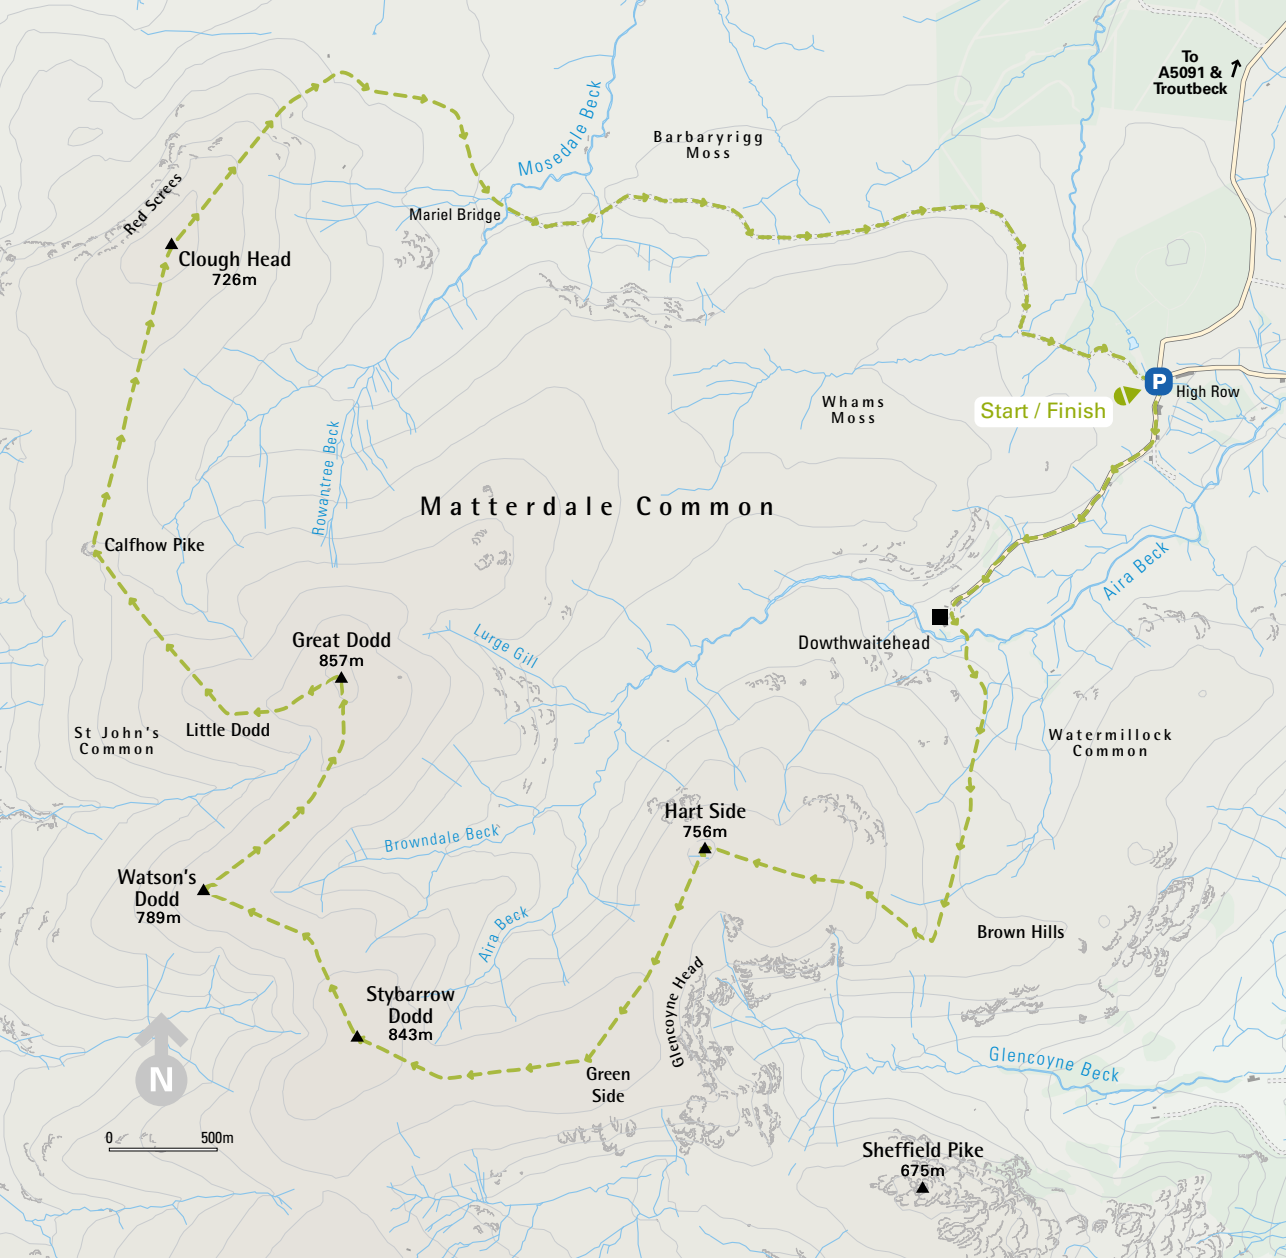 To
A5091 &
Troutbeck
Mosedale Beck
Barbaryrigg
Moss
Red Screes
Mariel Bridge
Clough Head
726m
P
High Row
Start / Finish
Whams
Moss
Rowantree Beck
Matterdale Common
Calfhow Pike
Aira Beck
Great Dodd
857m
Lurge Gill
Dowthwaitehead
St John's
Common
Little Dodd
Watermillock
Common
Hart Side
756m
Browndale Beck
Watson's
Dodd
789m
Aira Beck
Brown Hills
Glencoyne Head
Stybarrow
Dodd
843m
N
Green
Side
Glencoyne Beck
0 500m
Sheffield Pike
675m